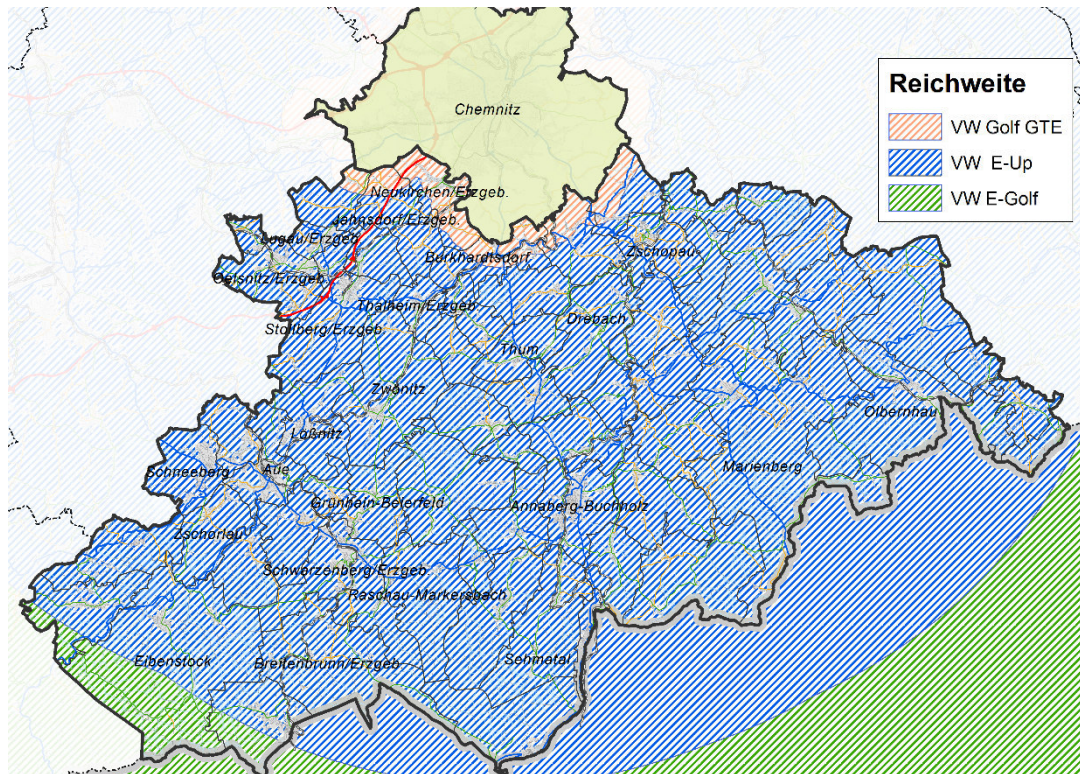 Reichweite
VW Golf GTE
VW E-Up
VW E-Golf
Chemnitz
Neukirchen/Erzgeb.
Jahnsdorf/Erzgeb.
Lugau/Erzgeb.
Burkhardtsdorf
Zschopau
Oelsnitz/Erzgeb.
Thalheim/Erzgeb.
Stollberg/Erzgeb.
Drebach
Thum
Zwönitz
Olbernhau
Lößnitz
Schneeberg
Aue
Marienberg
Grünhain-Beierfeld
Annaberg-Buchholz
Zschorlau
Schwarzenberg/Erzgeb.
Raschau-Markersbach
Eibenstock
Breitenbrunn/Erzgeb.
Sehmatal